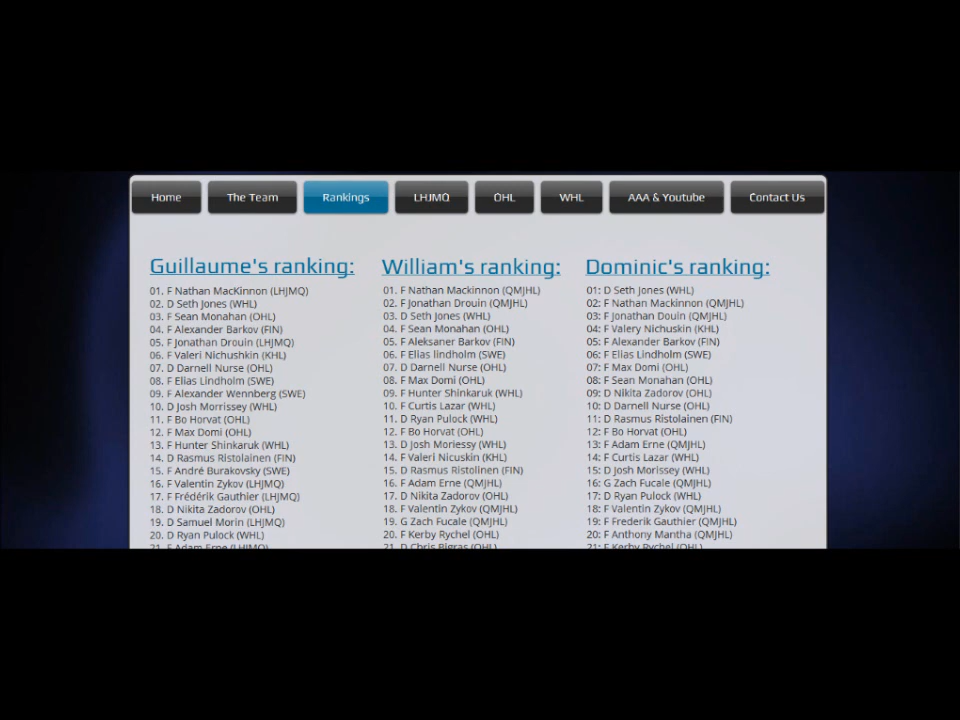 Home
The Team
Rankings
LHJMQ
OHL
WHL
AAA & Youtube
Contact Us
Guillaume's ranking:
01. F Nathan MacKinnon (LHJMQ)
02. D Seth Jones (WHL)
03. F Sean Monahan (OHL)
04. F Alexander Barkov (FIN)
05. F Jonathan Drouin (LHJMQ)
06. F Valeri Nichushkin (KHL)
07. D Darnell Nurse (OHL)
08. F Elias Lindholm (SWE)
09. F Alexander Wennberg (SWE)
10. D Josh Morrissey (WHL)
11. F Bo Horvat (OHL)
12. F Max Domi (OHL)
13. F Hunter Shinkaruk (WHL)
14. D Rasmus Ristolainen (FIN)
15. F André Burakovsky (SWE)
16. F Valentin Zykov (LHJMQ)
17. F Frédérik Gauthier (LHJMQ)
18. D Nikita Zadorov (OHL)
19. D Samuel Morin (LHJMQ)
20. D Ryan Pulock (WHL)
21. F Adam Erne (LHJMQ)
William's ranking:
01. F Nathan Mackinnon (QMJHL)
02. F Jonathan Drouin (QMJHL)
03. D Seth Jones (WHL)
04. F Sean Monahan (OHL)
05. F Aleksaner Barkov (FIN)
06. F Elias lindholm (SWE)
07. D Darnell Nurse (OHL)
08. F Max Domi (OHL)
09. F Hunter Shinkaruk (WHL)
10. F Curtis Lazar (WHL)
11. D Ryan Pulock (WHL)
12. F Bo Horvat (OHL)
13. D Josh Moriessy (WHL)
14. F Valeri Nicuskin (KHL)
15. D Rasmus Ristolinen (FIN)
16. F Adam Erne (QMJHL)
17. D Nikita Zadorov (OHL)
18. F Valentin Zykov (QMJHL)
19. G Zach Fucale (QMJHL)
20. F Kerby Rychel (OHL)
21. D Chris Bigras (OHL)
Dominic's ranking:
01: D Seth Jones (WHL)
02: F Nathan Mackinnon (QMJHL)
03: F Jonathan Douin (QMJHL)
04: F Valery Nichuskin (KHL)
05: F Alexander Barkov (FIN)
06: F Elias Lindholm (SWE)
07: F Max Domi (OHL)
08: F Sean Monahan (OHL)
09: D Nikita Zadorov (OHL)
10: D Darnell Nurse (OHL)
11: D Rasmus Ristolainen (FIN)
12: F Bo Horvat (OHL)
13: F Adam Erne (QMJHL)
14: F Curtis Lazar (WHL)
15: D Josh Morissey (WHL)
16: G Zach Fucale (QMJHL)
17: D Ryan Pulock (WHL)
18: F Valentin Zykov (QMJHL)
19: F Frederik Gauthier (QMJHL)
20: F Anthony Mantha (QMJHL)
21: F Kerby Rychel (OHL)